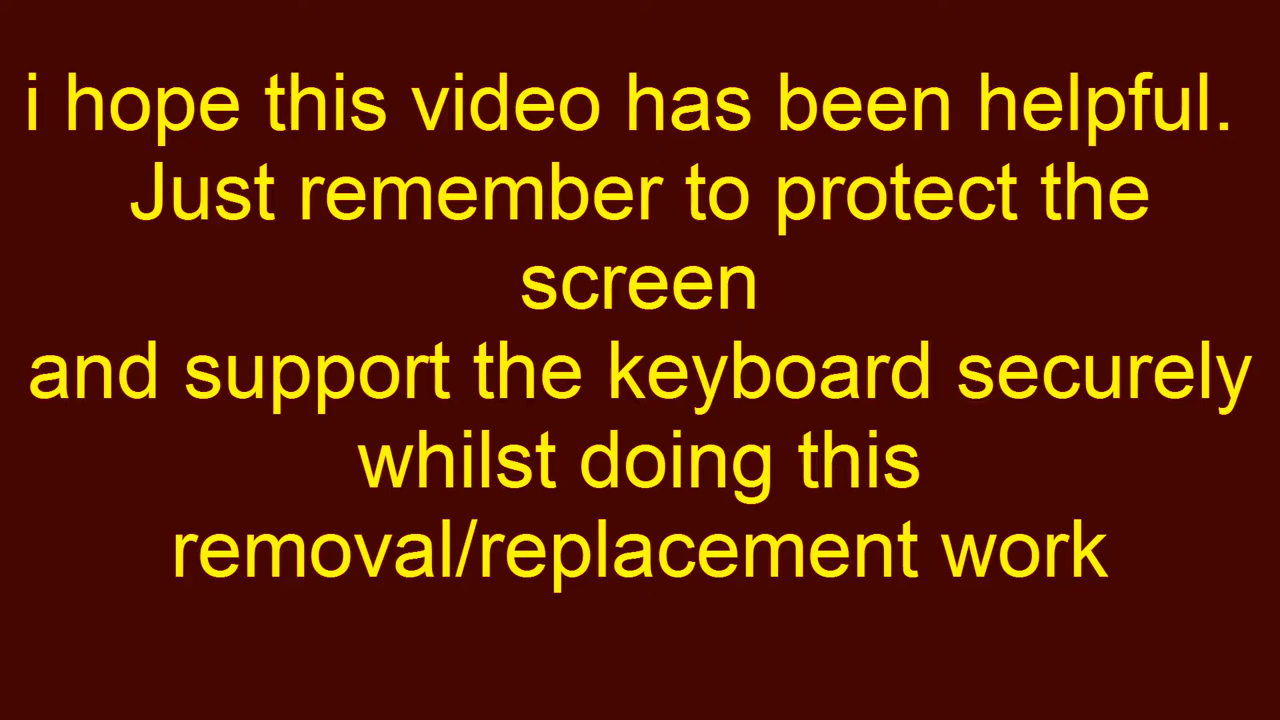 i hope this video has been helpful.
Just remember to protect the
screen
and support the keyboard securely
whilst doing this
removal/replacement work